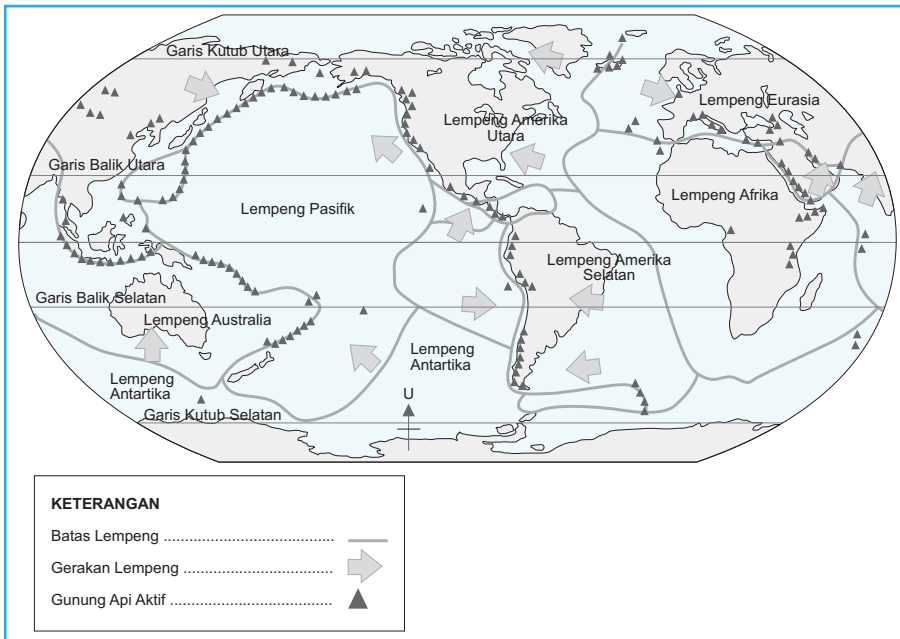 Garis Kutub Utara
Lempeng Amerika
Utara
Lempeng Eurasia
Garis Balik Utara
Lempeng Pasifik
Lempeng Afrika
Lempeng Amerika
Selatan
Garis Balik Selatan
Lempeng Australia
Lempeng
Antartika
Lempeng
Antartika
Garis Kutub Selatan
U
KETERANGAN
Batas Lempeng ........................................
Gerakan Lempeng ...................................
Gunung Api Aktif ......................................